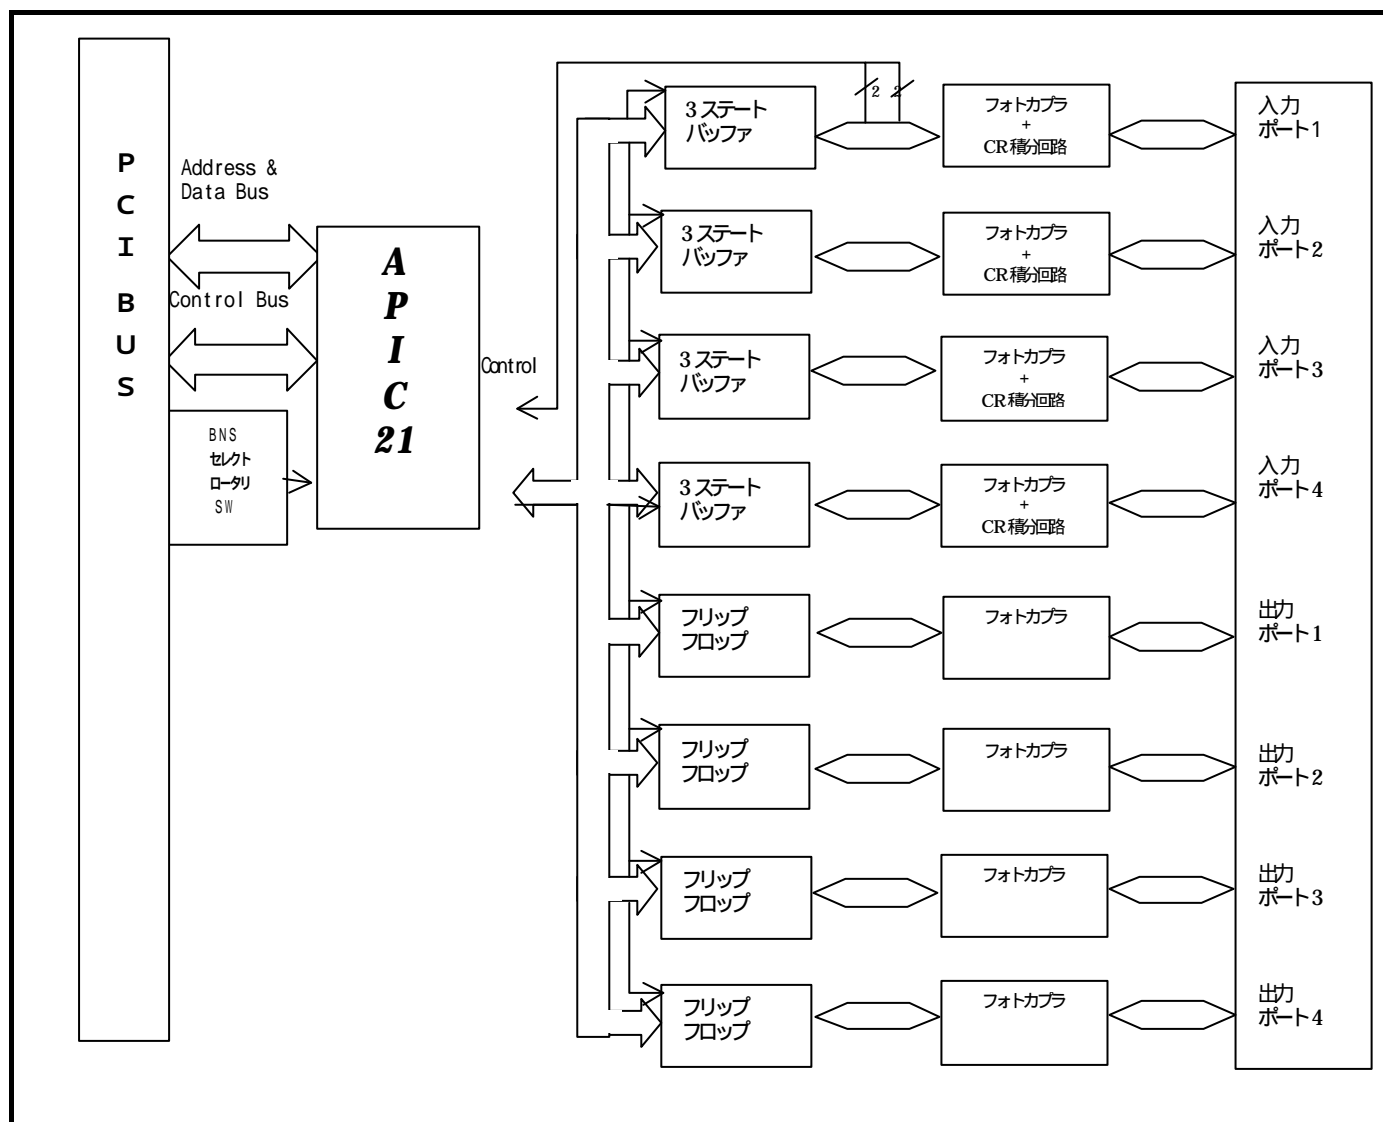 PCI BUS
Address &
Data Bus
Control Bus
BNS
セレクト
ロータリ
SW
APIC21
Control
2
2
3ステート
バッファ
フォトカプラ
+
CR積分回路
入力
ポート1
3ステート
バッファ
フォトカプラ
+
CR積分回路
入力
ポート2
3ステート
バッファ
フォトカプラ
+
CR積分回路
入力
ポート3
3ステート
バッファ
フォトカプラ
+
CR積分回路
入力
ポート4
フリップ
フロップ
フォトカプラ
出力
ポート1
フリップ
フロップ
フォトカプラ
出力
ポート2
フリップ
フロップ
フォトカプラ
出力
ポート3
フリップ
フロップ
フォトカプラ
出力
ポート4